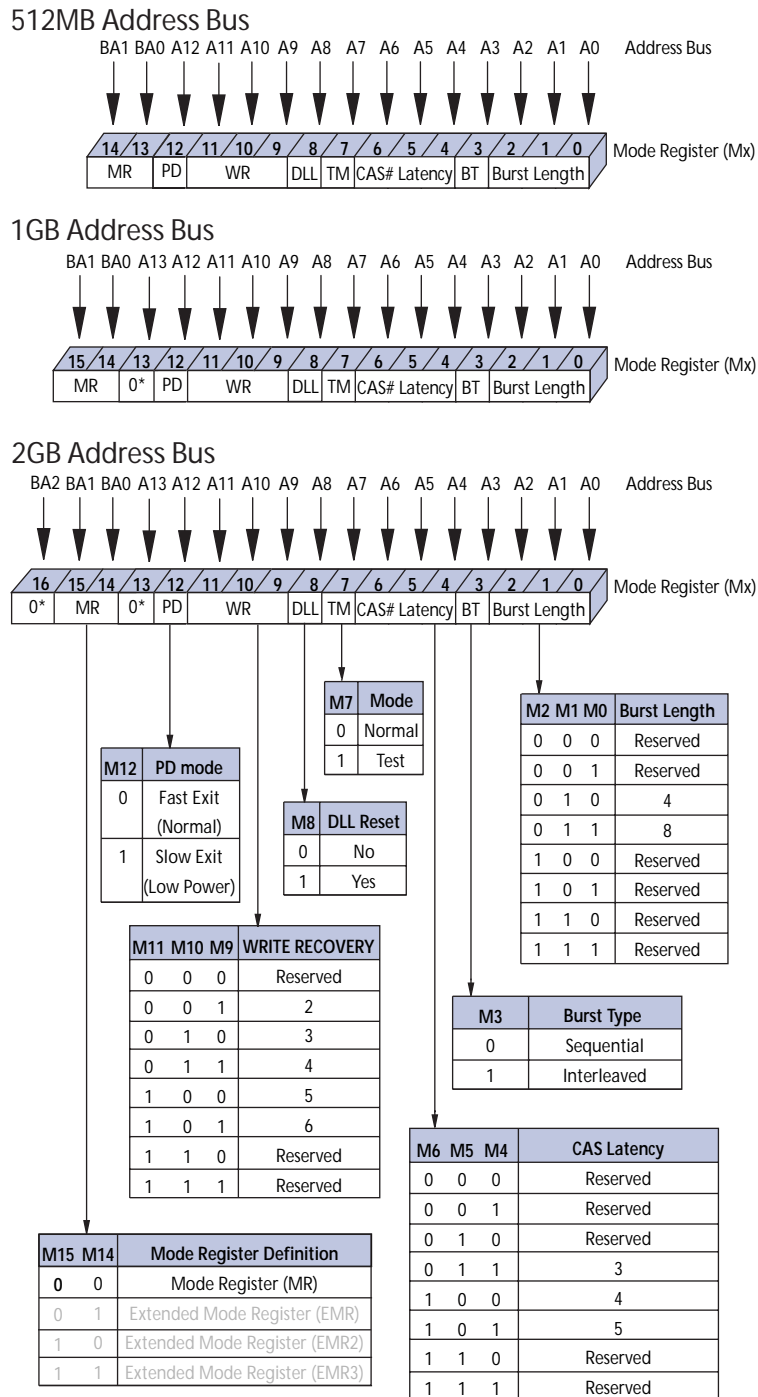 512MB Address Bus
BA1 BA0 A12 A11 A10 A9 A8 A7 A6 A5 A4 A3 A2 A1 A0 Address Bus
14 13 12 11 10 9 8 7 6 5 4 3 2 1 0 Mode Register (Mx)
MR PD WR DLL TM CAS# Latency BT Burst Length
1GB Address Bus
BA1 BA0 A13 A12 A11 A10 A9 A8 A7 A6 A5 A4 A3 A2 A1 A0 Address Bus
15 14 13 12 11 10 9 8 7 6 5 4 3 2 1 0 Mode Register (Mx)
MR 0* PD WR DLL TM CAS# Latency BT Burst Length
2GB Address Bus
BA2 BA1 BA0 A13 A12 A11 A10 A9 A8 A7 A6 A5 A4 A3 A2 A1 A0 Address Bus
16 15 14 13 12 11 10 9 8 7 6 5 4 3 2 1 0 Mode Register (Mx)
0* MR 0* PD WR DLL TM CAS# Latency BT Burst Length
M7 Mode
0 Normal
1 Test
M2 M1 M0 Burst Length
0 0 0 Reserved
0 0 1 Reserved
0 1 0 4
0 1 1 8
1 0 0 Reserved
1 0 1 Reserved
1 1 0 Reserved
1 1 1 Reserved
M12 PD mode
0 Fast Exit
(Normal)
1 Slow Exit
(Low Power)
M8 DLL Reset
0 No
1 Yes
M11 M10 M9 WRITE RECOVERY
0 0 0 Reserved
0 0 1 2
0 1 0 3
0 1 1 4
1 0 0 5
1 0 1 6
1 1 0 Reserved
1 1 1 Reserved
M3 Burst Type
0 Sequential
1 Interleaved
M6 M5 M4 CAS Latency
0 0 0 Reserved
0 0 1 Reserved
0 1 0 Reserved
0 1 1 3
1 0 0 4
1 0 1 5
1 1 0 Reserved
1 1 1 Reserved
M15 M14 Mode Register Definition
0 0 Mode Register (MR)
0 1 Extended Mode Register (EMR)
1 0 Extended Mode Register (EMR2)
1 1 Extended Mode Register (EMR3)